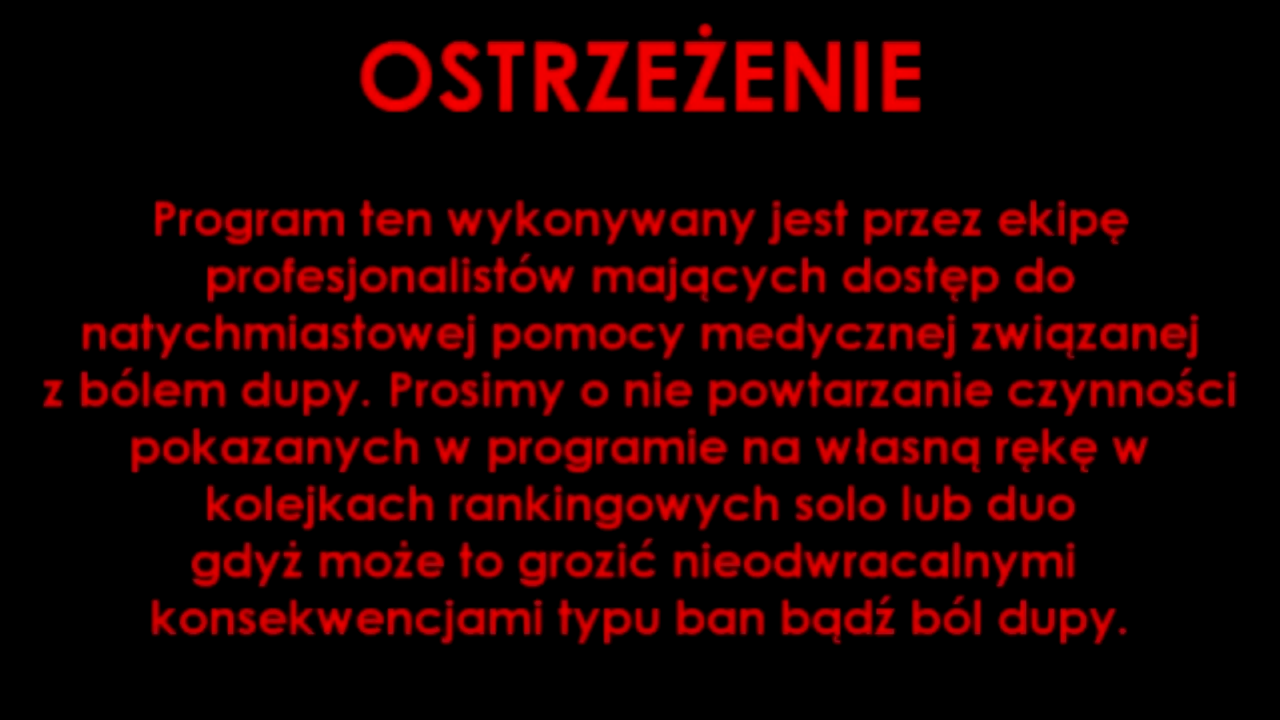 OSTRZEŻENIE
Program ten wykonywany jest przez ekipę
profesjonalistów mających dostęp do
natychmiastowej pomocy medycznej związanej
z bólem dupy. Prosimy o nie powtarzanie czynności
pokazanych w programie na własną rękę w
kolejkach rankingowych solo lub duo
gdyż może to grozić nieodwracalnymi
konsekwencjami typu ban bądź ból dupy.